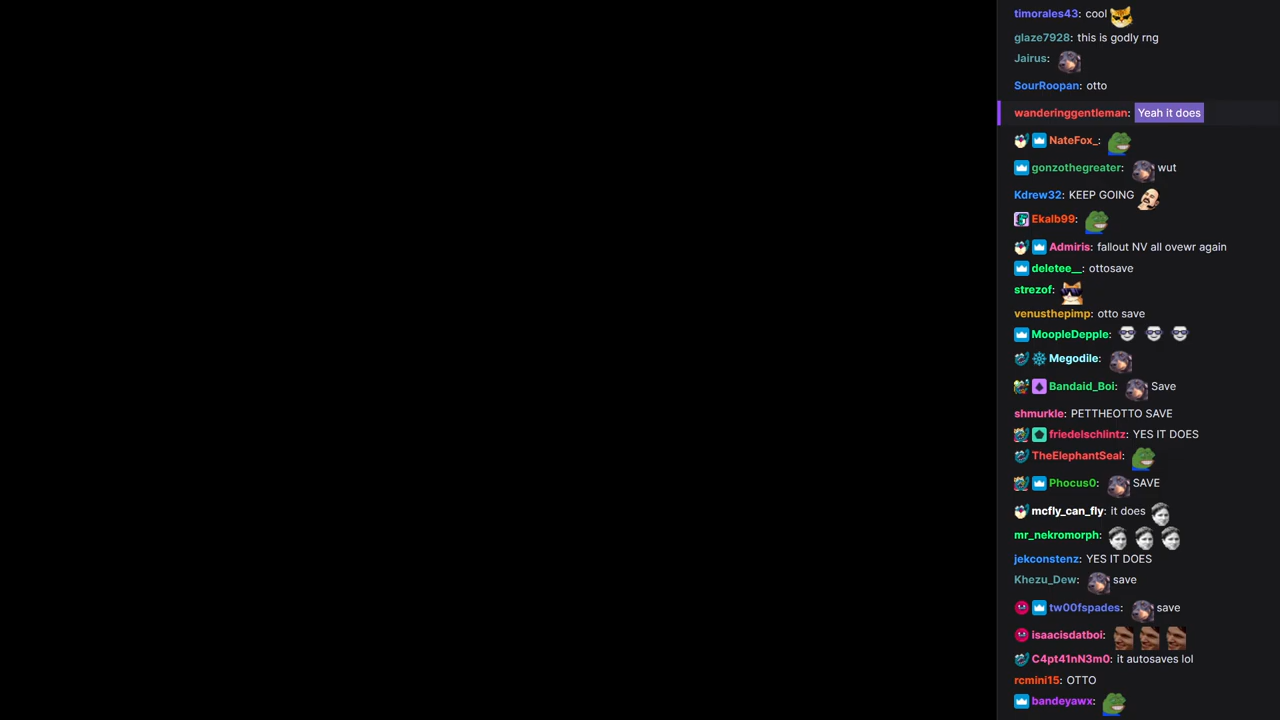 timorales43: cool
glaze7928: this is godly rng
Jairus:
SourRoopan: otto
wanderinggentleman: Yeah it does
NateFox_:
gonzothegreater: wut
Kdrew32: KEEP GOING
Ekalb99:
Admiris: fallout NV all ovewr again
deletee__: ottosave
strezof:
venusthepimp: otto save
MoopleDepple:
Megodile:
Bandaid_Boi: Save
shmurkle: PETTHEOTTO SAVE
friedelschlintz: YES IT DOES
TheElephantSeal:
Phocus0: SAVE
mcfly_can_fly: it does
mr_nekromorph:
jekconstenz: YES IT DOES
Khezu_Dew: save
tw00fspades: save
isaacisdatboi:
C4pt41nN3m0: it autosaves lol
rcmini15: OTTO
bandeyawx: